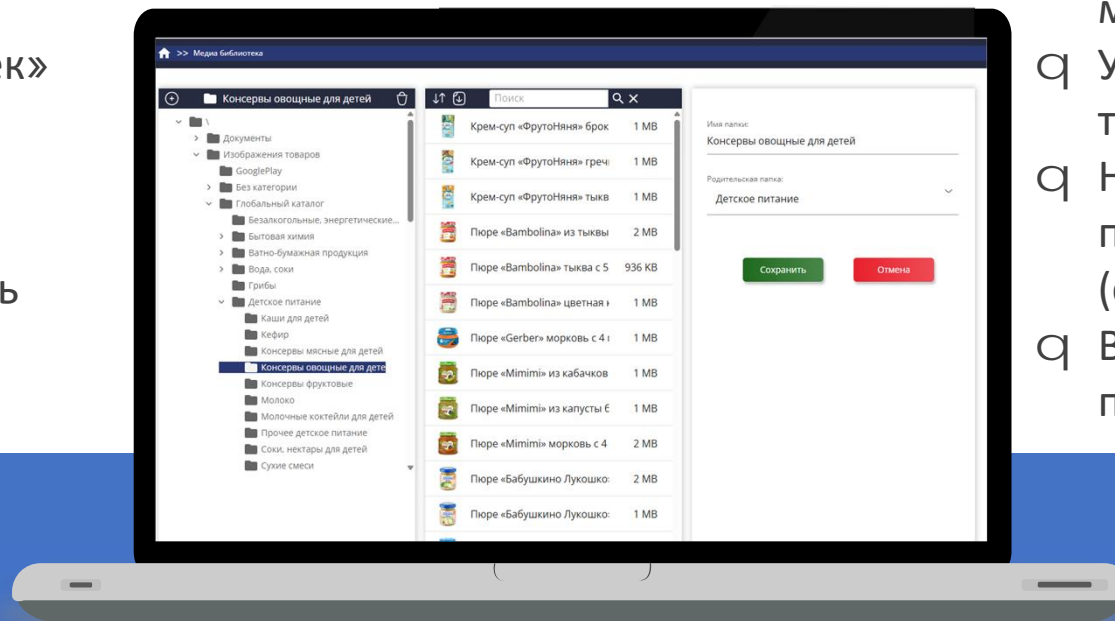 ек»
ь
>> Медиа библиотека
Консервы овощные для детей
\
Документы
Изображения товаров
GooglePlay
Без категории
Глобальный каталог
Безалкогольные, энергетические...
Бытовая химия
Ватно-бумажная продукция
Вода, соки
Грибы
Детское питание
Каши для детей
Кефир
Консервы мясные для детей
Консервы овощные для дете
Консервы фруктовые
Молоко
Молочные коктейли для детей
Прочее детское питание
Соки, нектары для детей
Сухие смеси
Поиск
Крем-суп «ФрутоНяня» брок 1 MB
Крем-суп «ФрутоНяня» греч 1 MB
Крем-суп «ФрутоНяня» тыкв 1 MB
Пюре «Bambolina» из тыквы 2 MB
Пюре «Bambolina» тыква с 5 936 KB
Пюре «Bambolina» цветная 1 MB
Пюре «Gerber» морковь с 4 1 MB
Пюре «Mimimi» из кабачков 1 MB
Пюре «Mimimi» из капусты 1 MB
Пюре «Mimimi» морковь с 4 2 MB
Пюре «Бабушкино Лукошко 2 MB
Пюре «Бабушкино Лукошко 1 MB
Имя папки:
Консервы овощные для детей
Родительская папка:
Детское питание
Сохранить Отмена
q У
т
q Н
п
(
q В
п